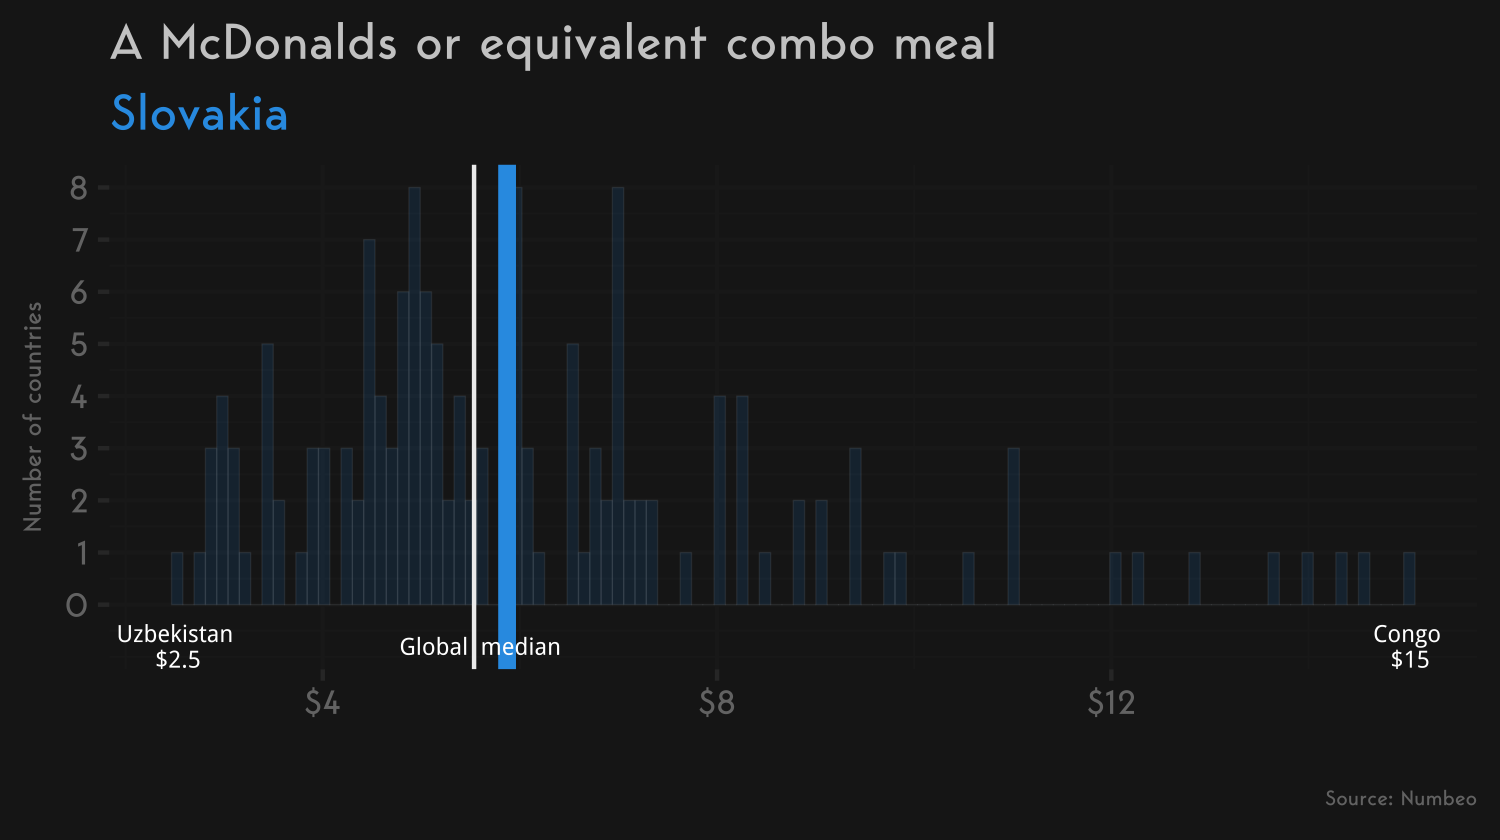 A McDonalds or equivalent combo meal
Slovakia
Number of countries
8
7
6
5
4
3
2
1
0
Uzbekistan
$2.5
Global median
Congo
$15
$4
$8
$12
Source: Numbeo